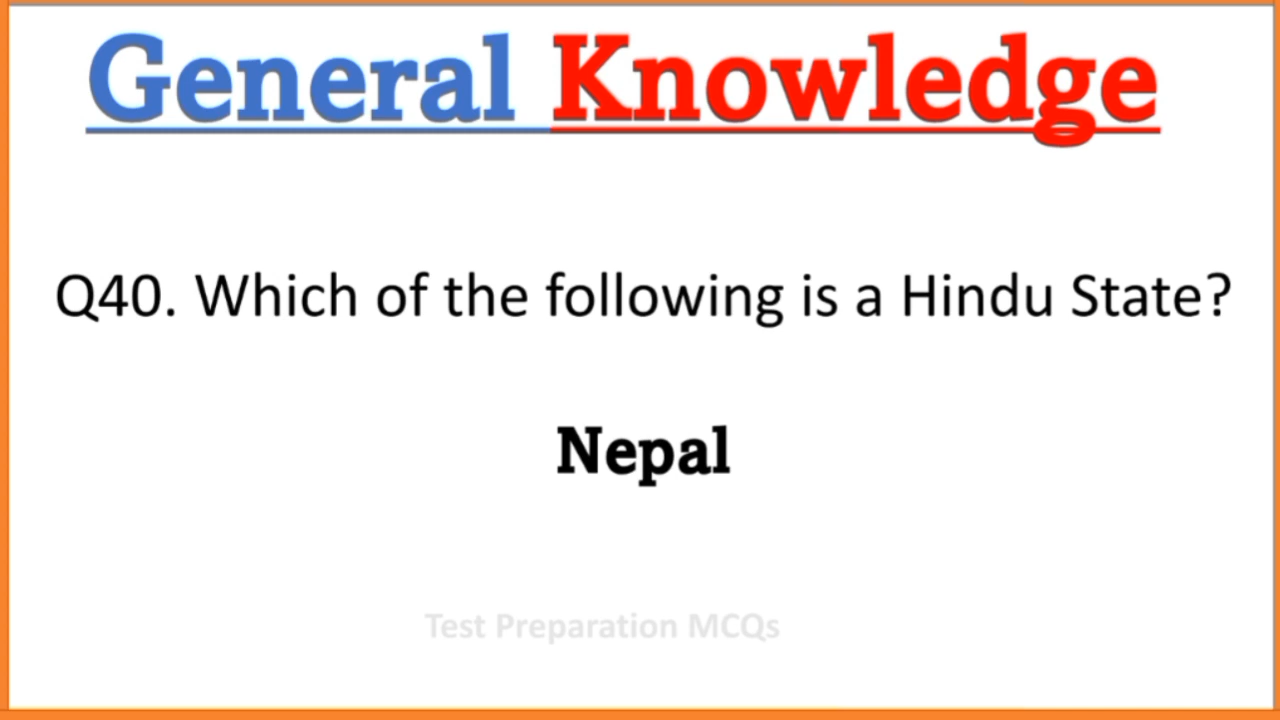 General Knowledge
Q40. Which of the following is a Hindu State?
Nepal
Test Preparation MCQs